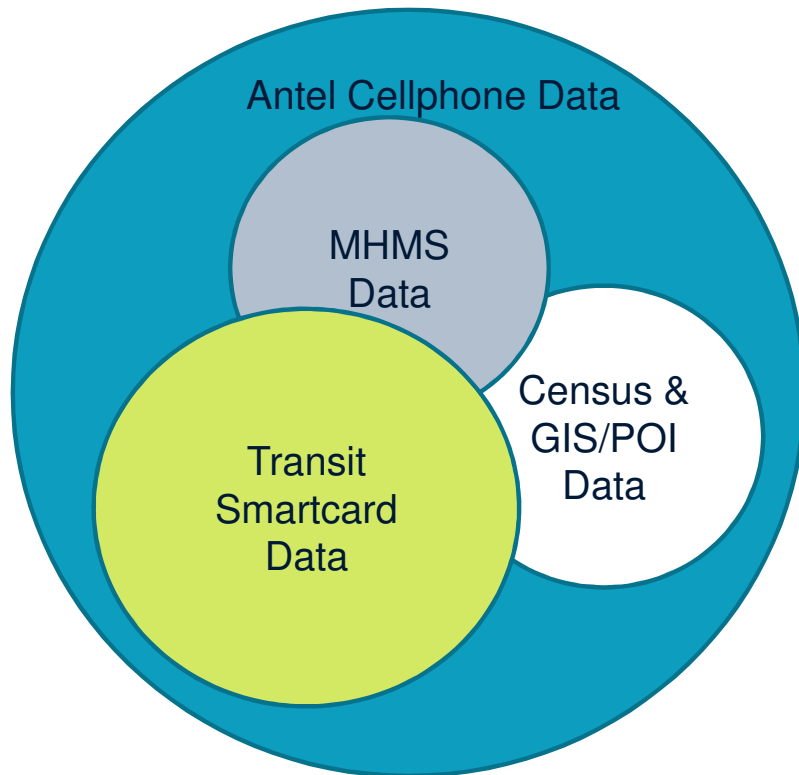 Antel Cellphone Data
MHMS
Data
Census &
GIS/POI
Data
Transit
Smartcard
Data